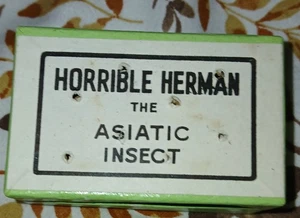 HORRIBLE HERMAN
THE
ASIATIC
INSECT